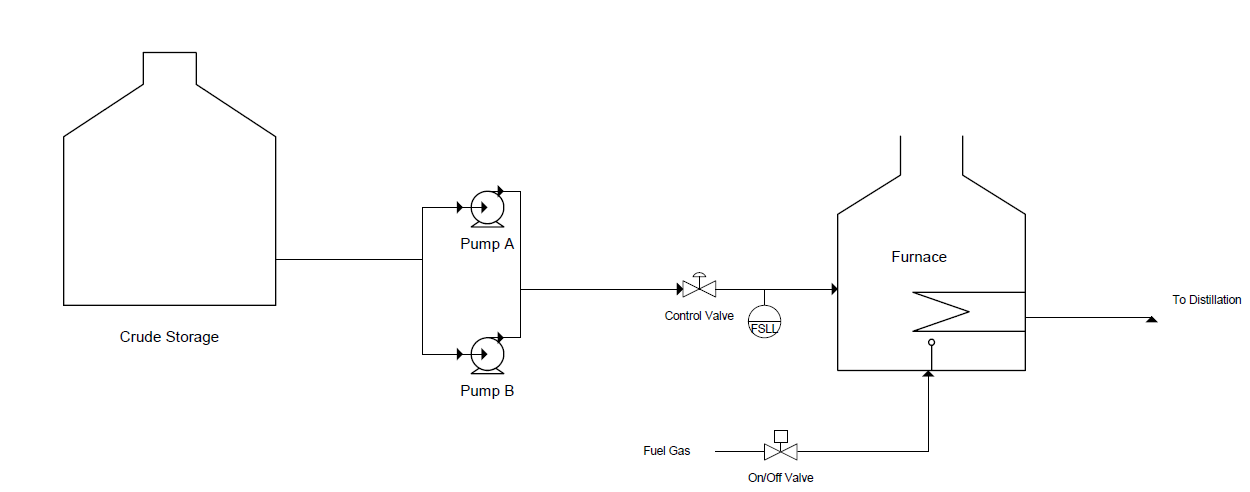 Pump A
Furnace
To Distillation
Control Valve
FSLL
Crude Storage
Pump B
Fuel Gas
On/Off Valve